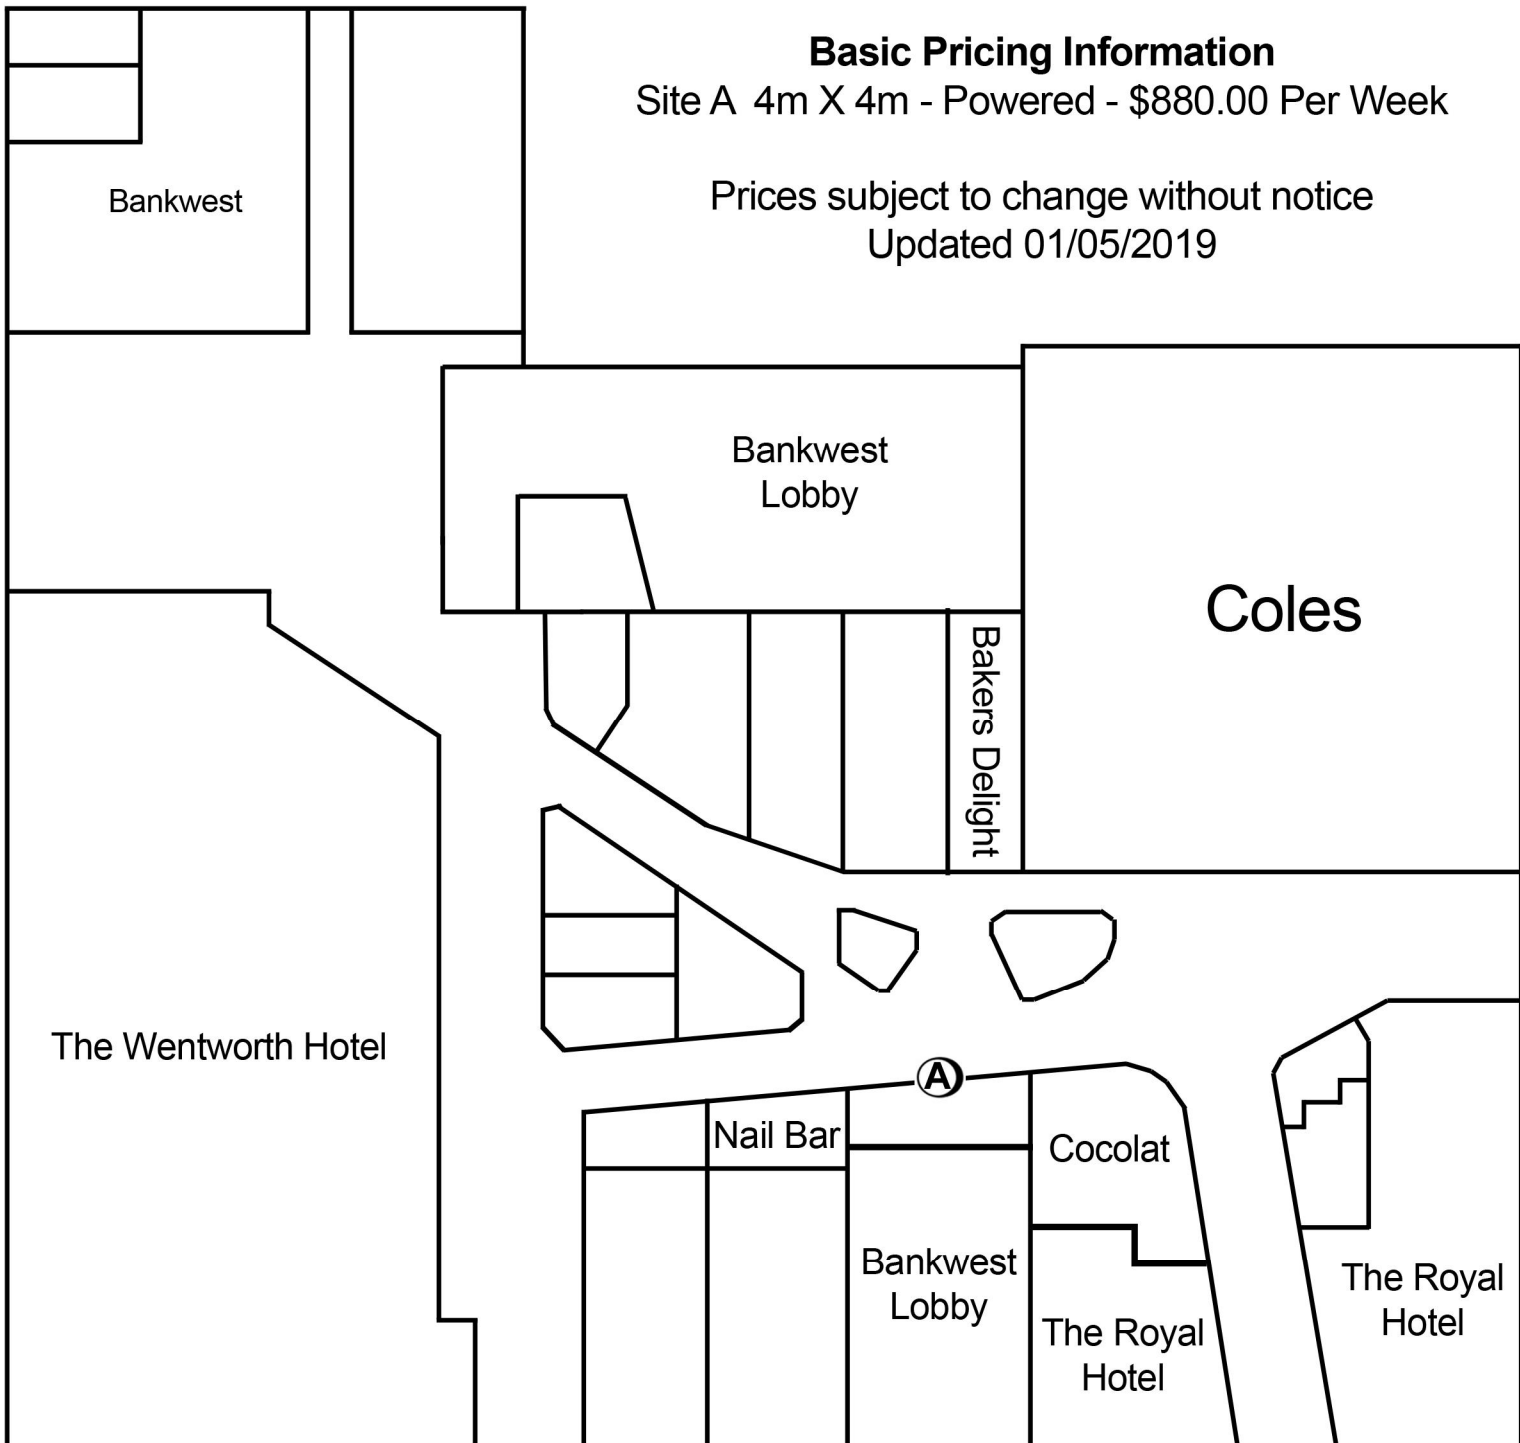 Basic Pricing Information
Site A 4m X 4m - Powered - $880.00 Per Week
Prices subject to change without notice
Updated 01/05/2019
Bankwest
Bankwest
Lobby
Coles
Bakers Delight
The Wentworth Hotel
A
Nail Bar
Cocolat
Bankwest
Lobby
The Royal
Hotel
The Royal
Hotel